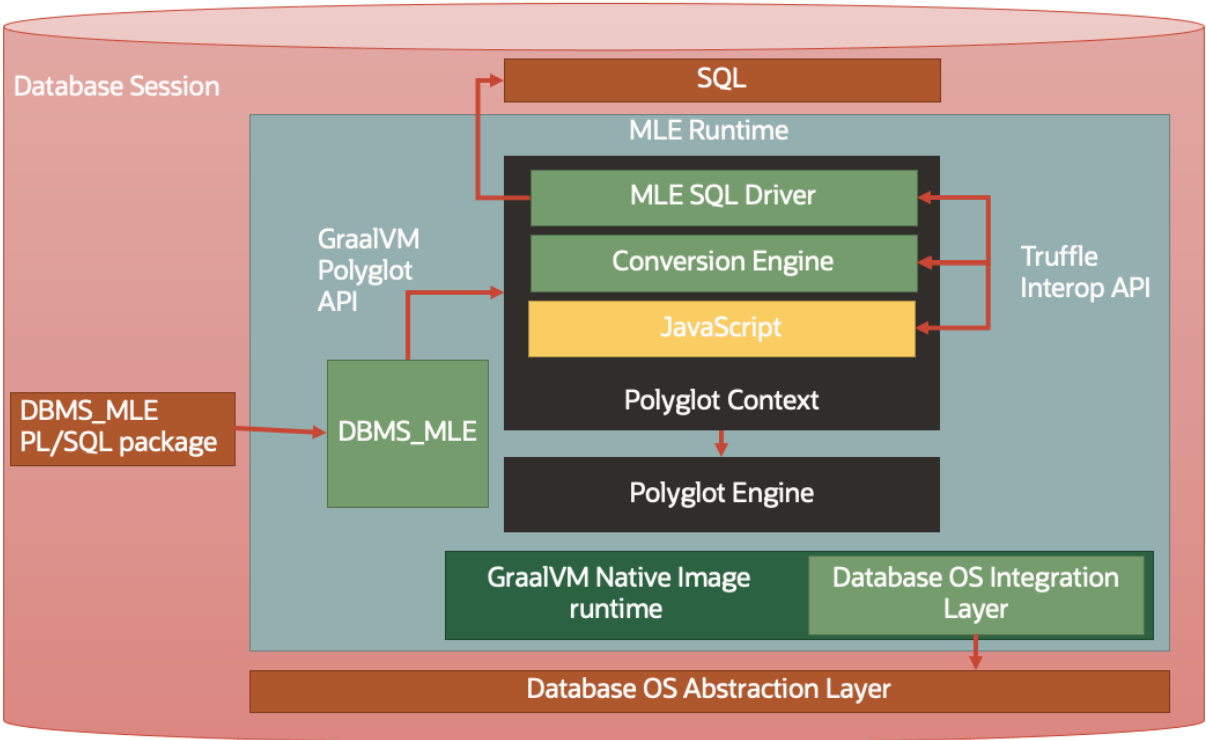 Database Session
SQL
MLE Runtime
MLE SQL Driver
Conversion Engine
JavaScript
Polyglot Context
GraalVM
Polyglot
API
Truffle
Interop API
DBMS_MLE
PL/SQL package
DBMS_MLE
Polyglot Engine
GraalVM Native Image
runtime
Database OS Integration
Layer
Database OS Abstraction Layer